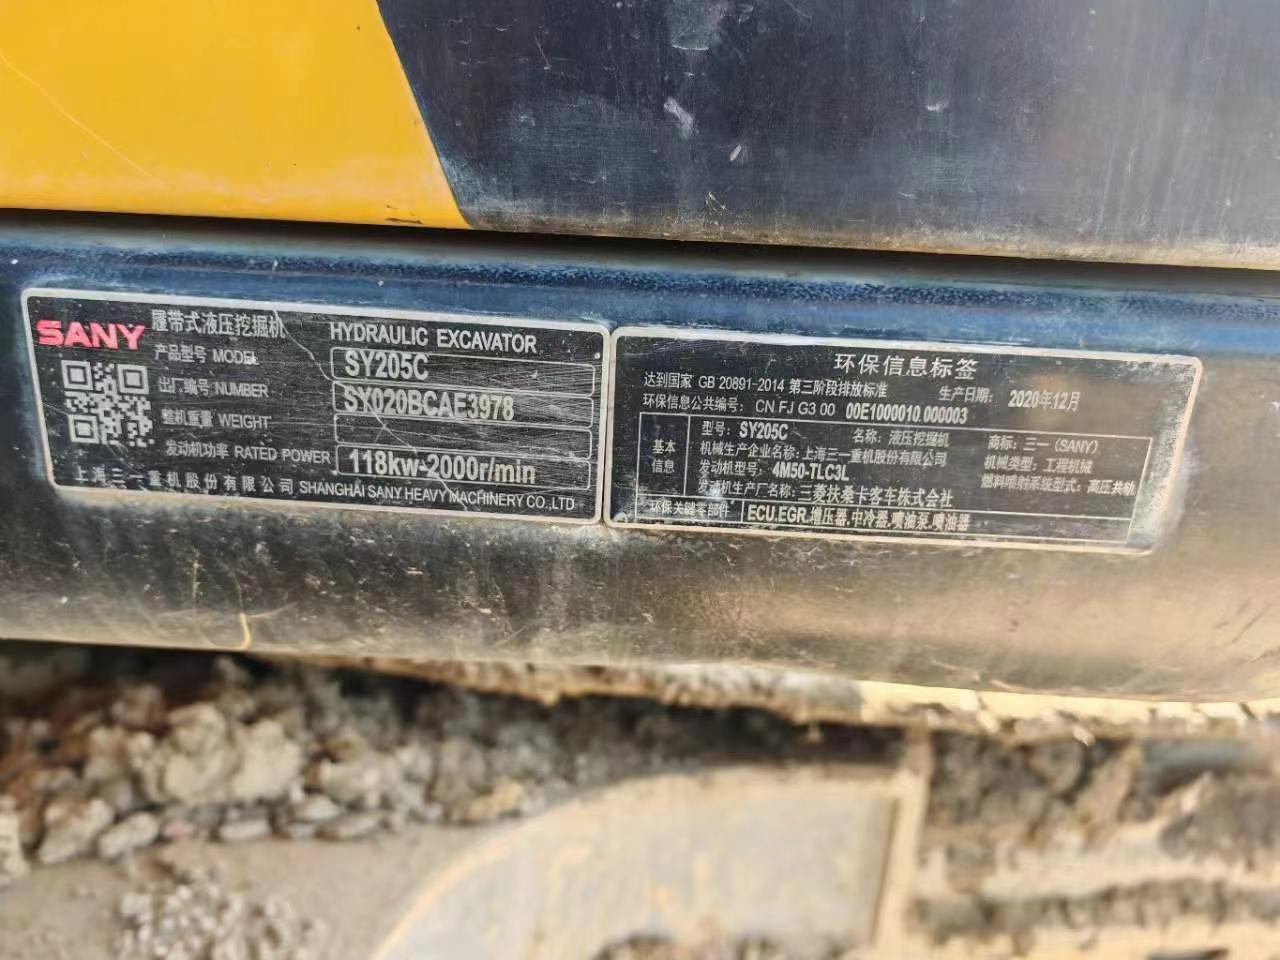 SANY 履带式液压挖掘机 HYDRAULIC EXCAVATOR
产品型号 MODEL SY205C
出厂编号 NUMBER SY020BCAE3978
整机重量 WEIGHT
发动机功率 RATED POWER 118kw-2000r/min
上海三一重机股份有限公司 SHANGHAI SANY HEAVY MACHINERY CO.,LTD
环保信息标签
达到国家 GB 20891-2014 第三阶段排放标准 生产日期: 2020年12月
环保信息公共编号: CN FJ G3 00 00E1000010.000003
基本信息
型号: SY205C 名称: 液压挖掘机 商标: 三一(SANY)
机械生产企业名称: 上海三一重机股份有限公司 机械类型: 工程机械
发动机型号: 4M50-TLC3L 燃料喷射系统型式: 高压共轨
发动机生产厂名称: 三菱扶桑卡客车株式会社
环保关键零部件 ECU.EGR.增压器.中冷器.喷油泵.喷油器